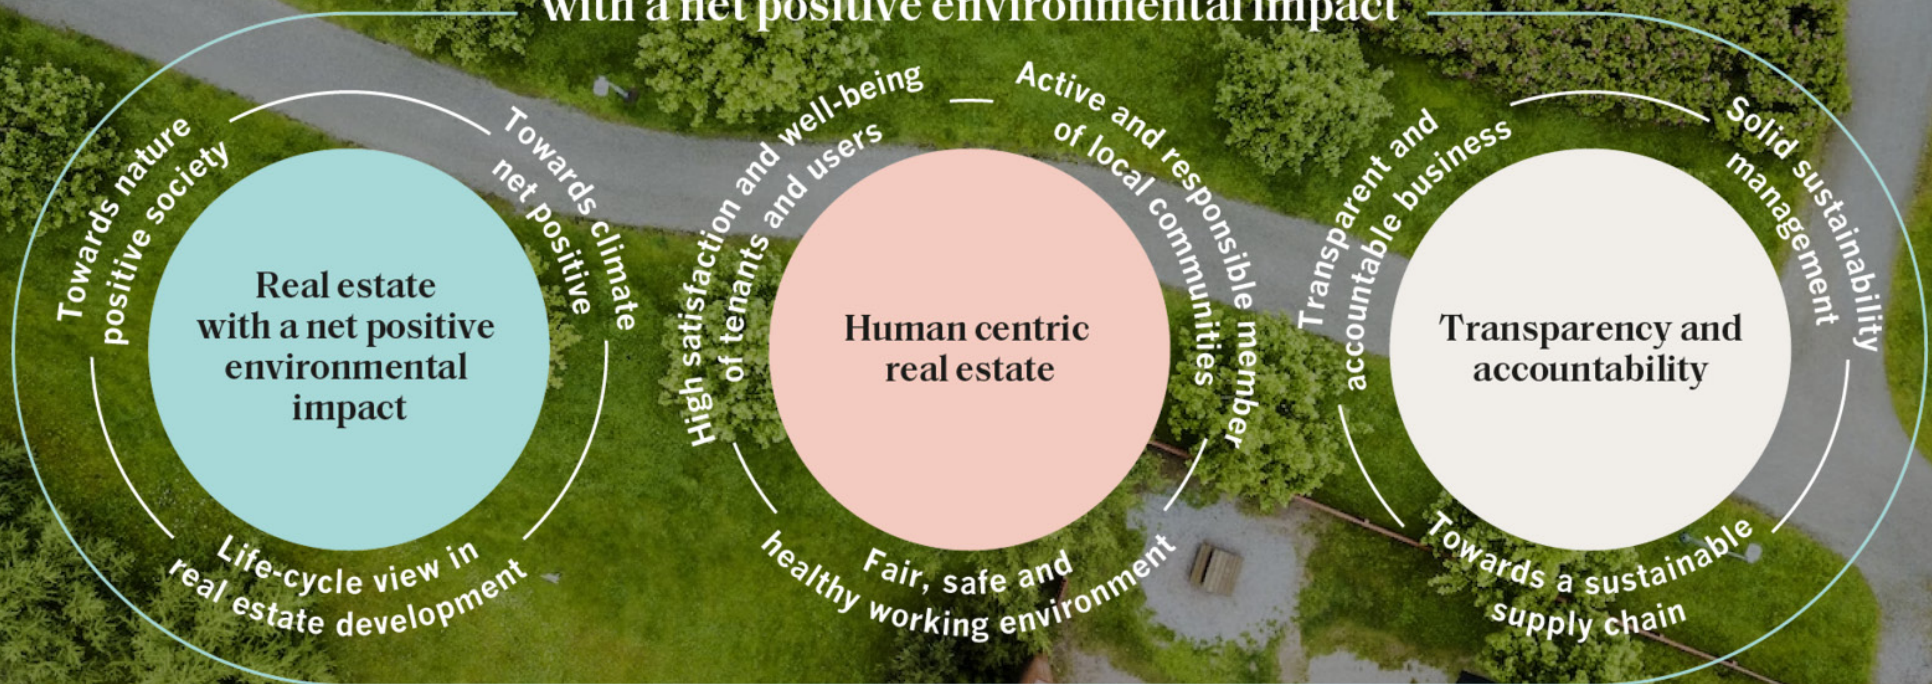 with a net positive environmental impact
Towards nature
positive society
Towards climate
net positive
Real estate
with a net positive
environmental
impact
Life-cycle view in
real estate development
High satisfaction and well-being
of tenants and users
Active and responsible member
of local communities
Human centric
real estate
Fair, safe and
healthy working environment
Transparent and
accountable business
Solid sustainability
management
Transparency and
accountability
Towards a sustainable
supply chain